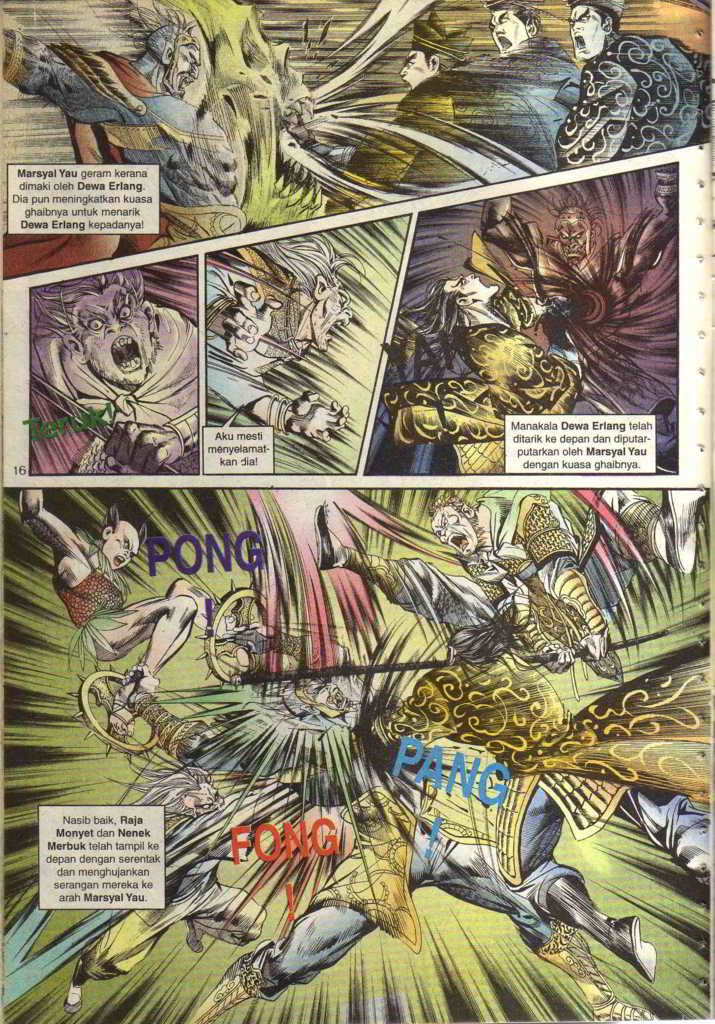 Marsyal Yau geram kerana
dimaki oleh Dewa Erlang.
Dia pun meningkatkan kuasa
ghaibnya untuk menarik
Dewa Erlang kepadanya!
Teruk!
Aku mesti
menyelamat-
kan dia!
Manakala Dewa Erlang telah
ditarik ke depan dan diputar-
putarkan oleh Marsyal Yau
dengan kuasa ghaibnya.
16
PONG
!
PANG
!
FONG
!
Nasib baik, Raja
Monyet dan Nenek
Merbuk telah tampil ke
depan dengan serentak
dan menghujankan
serangan mereka ke
arah Marsyal Yau.